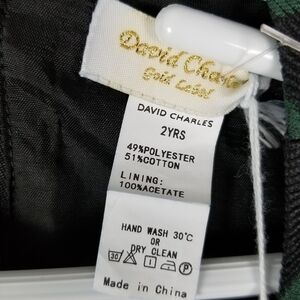 David Charles
Gold Label
DAVID CHARLES
2YRS
49%POLYESTER
51%COTTON
LINING:
100%ACETATE
HAND WASH 30°C
OR
DRY CLEAN
30 P
Made in China